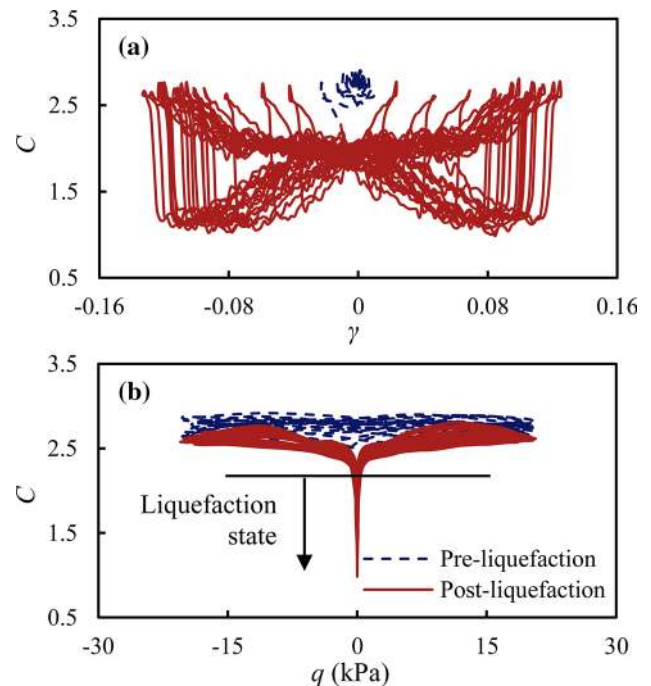 (a)
C
3.5
2.5
1.5
0.5
-0.16 -0.08 0 0.08 0.16
γ
(b)
C
3.5
2.5
1.5
0.5
Liquefaction
state
Pre-liquefaction
Post-liquefaction
-30 -15 0 15 30
q (kPa)